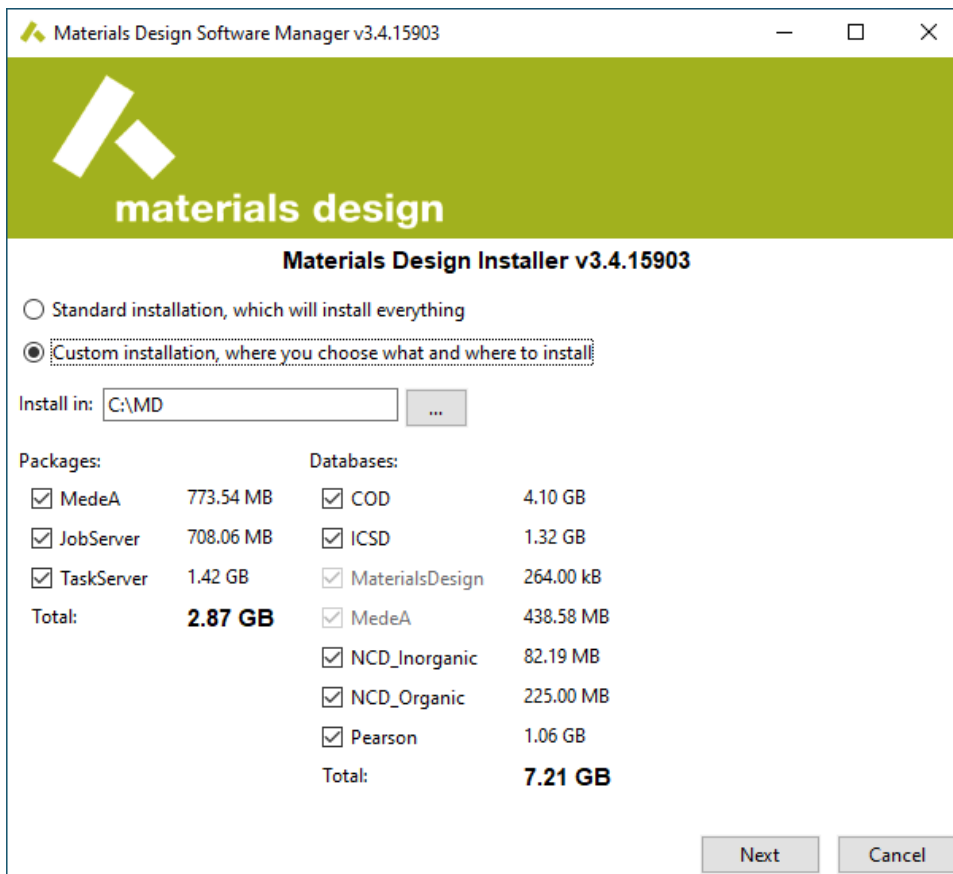 Materials Design Software Manager v3.4.15903
materials design
Materials Design Installer v3.4.15903
Standard installation, which will install everything
Custom installation, where you choose what and where to install
Install in: C:\MD ...
Packages: Databases:
MedeA 773.54 MB COD 4.10 GB
JobServer 708.06 MB ICSD 1.32 GB
TaskServer 1.42 GB MaterialsDesign 264.00 kB
Total: 2.87 GB MedeA 438.58 MB
NCD_Inorganic 82.19 MB
NCD_Organic 225.00 MB
Pearson 1.06 GB
Total: 7.21 GB
Next Cancel